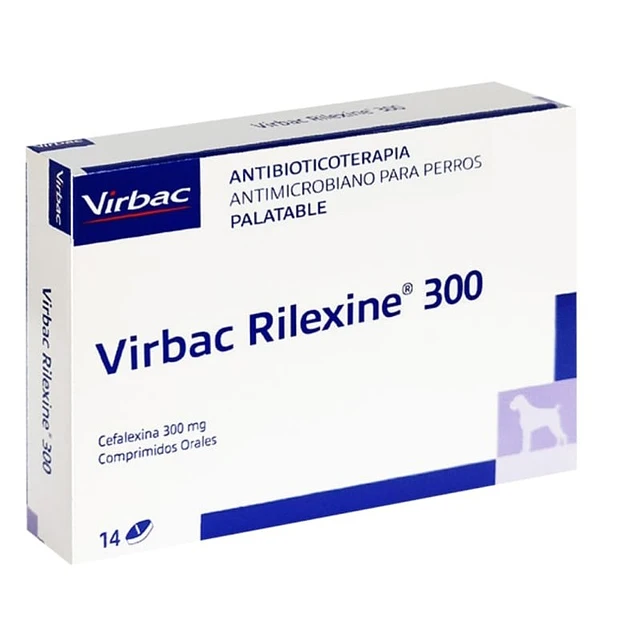 Virbac Rilexine® 300
Virbac
Virbac
ANTIBIOTICOTERAPIA
ANTIMICROBIANO PARA PERROS
PALATABLE
Virbac Rilexine® 300
Virbac Rilexine® 300
Cefalexina 300 mg
Comprimidos Orales
14